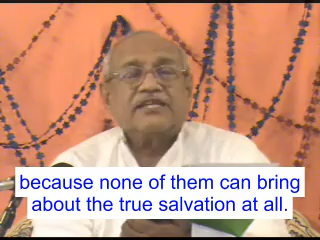 because none of them can bring
about the true salvation at all.